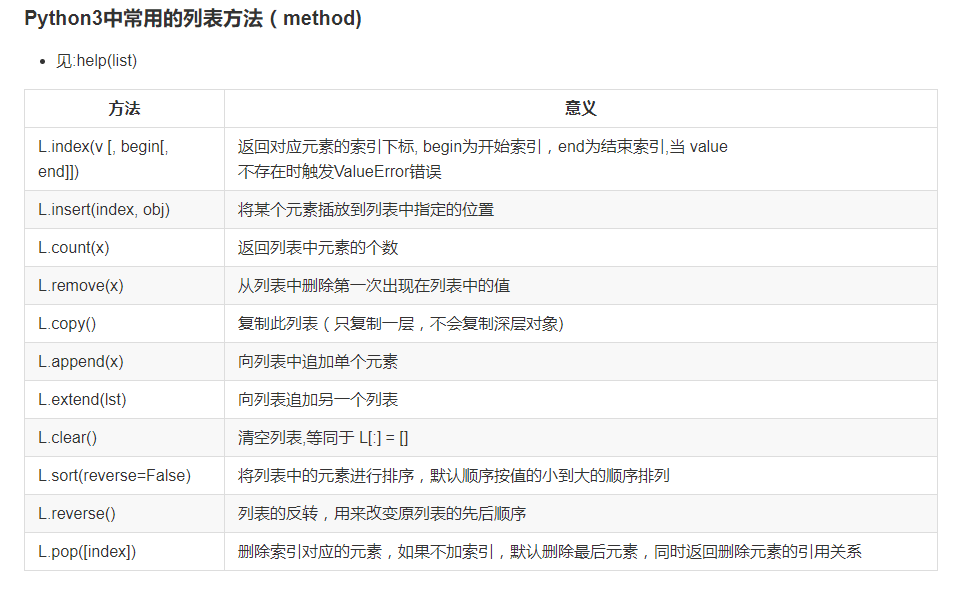 Python3中常用的列表方法（method)
见:help(list)
方法 意义
L.index(v [, begin[, 返回对应元素的索引下标, begin为开始索引，end为结束索引,当 value
end]]) 不存在时触发ValueError错误
L.insert(index, obj) 将某个元素插放到列表中指定的位置
L.count(x) 返回列表中元素的个数
L.remove(x) 从列表中删除第一次出现在列表中的值
L.copy() 复制此列表（只复制一层，不会复制深层对象)
L.append(x) 向列表中追加单个元素
L.extend(lst) 向列表追加另一个列表
L.clear() 清空列表,等同于 L[:] = []
L.sort(reverse=False) 将列表中的元素进行排序，默认顺序按值的小到大的顺序排列
L.reverse() 列表的反转，用来改变原列表的先后顺序
L.pop([index]) 删除索引对应的元素，如果不加索引，默认删除最后元素，同时返回删除元素的引用关系